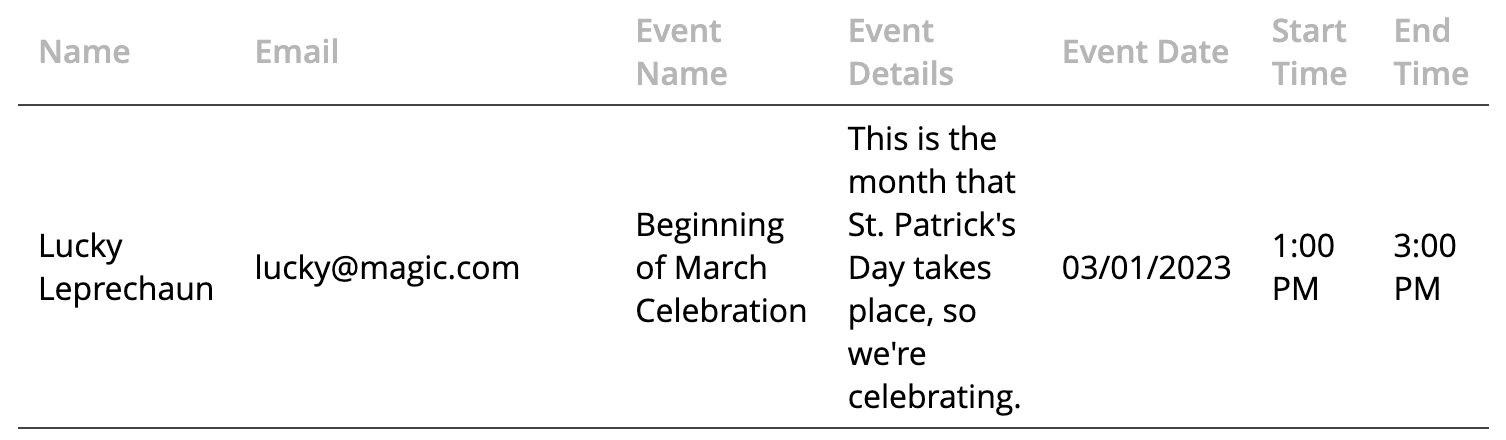 Name
Email
Event
Name
Event
Details
Event Date
Start
Time
End
Time
Lucky
Leprechaun
lucky@magic.com
Beginning
of March
Celebration
This is the
month that
St. Patrick's
Day takes
place, so
we're
celebrating.
03/01/2023
1:00
PM
3:00
PM